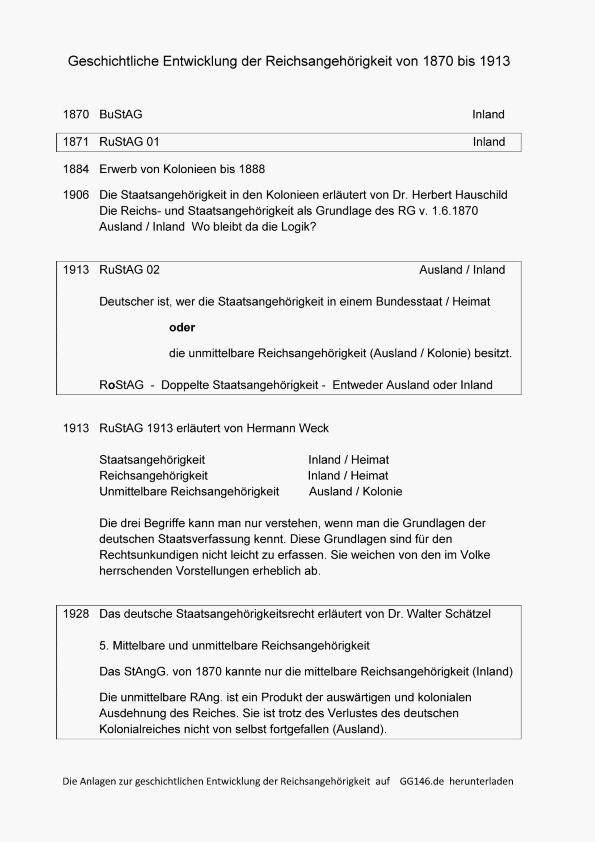 Geschichtliche Entwicklung der Reichsangehörigkeit von 1870 bis 1913
1870 BuStAG Inland
1871 RuStAG 01 Inland
1884 Erwerb von Kolonieen bis 1888
1906 Die Staatsangehörigkeit in den Kolonieen erläutert von Dr. Herbert Hauschild
Die Reichs- und Staatsangehörigkeit als Grundlage des RG v. 1.6.1870
Ausland / Inland Wo bleibt da die Logik?
1913 RuStAG 02 Ausland / Inland
Deutscher ist, wer die Staatsangehörigkeit in einem Bundesstaat / Heimat
oder
die unmittelbare Reichsangehörigkeit (Ausland / Kolonie) besitzt.
RoStAG - Doppelte Staatsangehörigkeit - Entweder Ausland oder Inland
1913 RuStAG 1913 erläutert von Hermann Weck
Staatsangehörigkeit Inland / Heimat
Reichsangehörigkeit Inland / Heimat
Unmittelbare Reichsangehörigkeit Ausland / Kolonie
Die drei Begriffe kann man nur verstehen, wenn man die Grundlagen der
deutschen Staatsverfassung kennt. Diese Grundlagen sind für den
Rechtsunkundigen nicht leicht zu erfassen. Sie weichen von den im Volke
herrschenden Vorstellungen erheblich ab.
1928 Das deutsche Staatsangehörigkeitsrecht erläutert von Dr. Walter Schätzel
5. Mittelbare und unmittelbare Reichsangehörigkeit
Das StAngG. von 1870 kannte nur die mittelbare Reichsangehörigkeit (Inland)
Die unmittelbare RAng. ist ein Produkt der auswärtigen und kolonialen
Ausdehnung des Reiches. Sie ist trotz des Verlustes des deutschen
Kolonialreiches nicht von selbst fortgefallen (Ausland).
Die Anlagen zur geschichtlichen Entwicklung der Reichsangehörigkeit auf GG146.de herunterladen